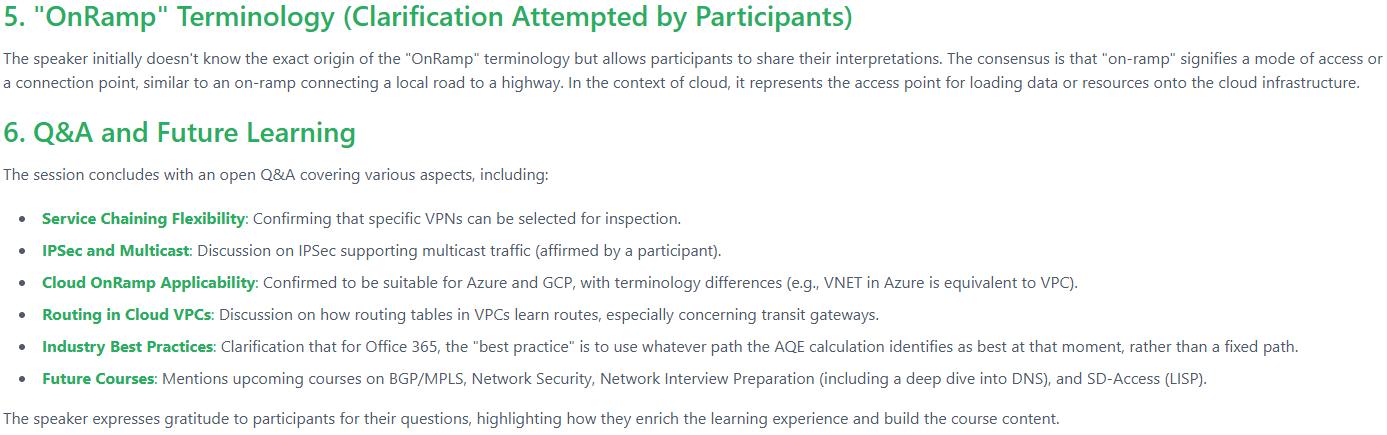 5. "OnRamp" Terminology (Clarification Attempted by Participants)
The speaker initially doesn't know the exact origin of the "OnRamp" terminology but allows participants to share their interpretations. The consensus is that "on-ramp" signifies a mode of access or
a connection point, similar to an on-ramp connecting a local road to a highway. In the context of cloud, it represents the access point for loading data or resources onto the cloud infrastructure.
6. Q&A and Future Learning
The session concludes with an open Q&A covering various aspects, including:
• Service Chaining Flexibility: Confirming that specific VPNs can be selected for inspection.
• IPSec and Multicast: Discussion on IPSec supporting multicast traffic (affirmed by a participant).
• Cloud OnRamp Applicability: Confirmed to be suitable for Azure and GCP, with terminology differences (e.g., VNET in Azure is equivalent to VPC).
• Routing in Cloud VPCs: Discussion on how routing tables in VPCs learn routes, especially concerning transit gateways.
• Industry Best Practices: Clarification that for Office 365, the "best practice" is to use whatever path the AQE calculation identifies as best at that moment, rather than a fixed path.
• Future Courses: Mentions upcoming courses on BGP/MPLS, Network Security, Network Interview Preparation (including a deep dive into DNS), and SD-Access (LISP).
The speaker expresses gratitude to participants for their questions, highlighting how they enrich the learning experience and build the course content.